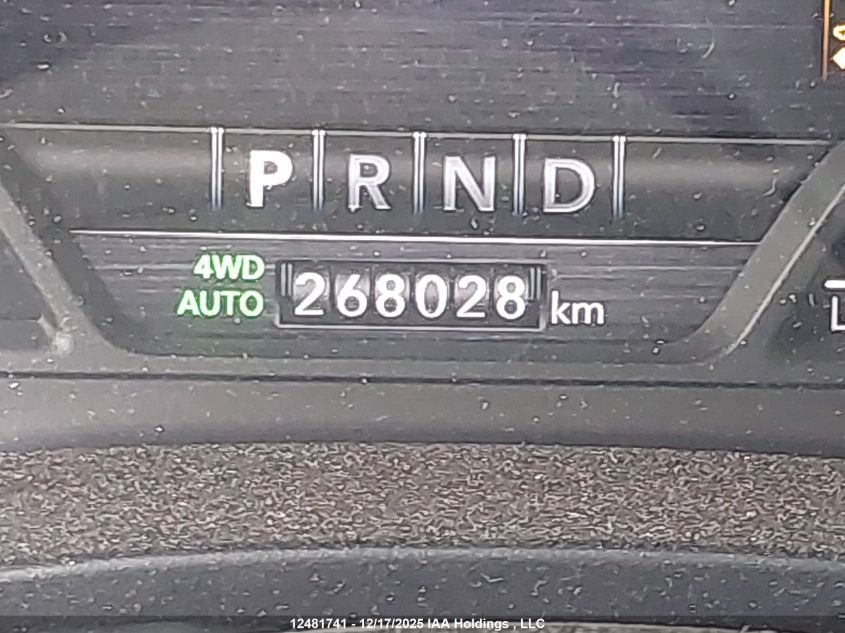 P R N D
4WD
AUTO
268028 km
L
12481741 - 12/17/2025 IAA Holdings , LLC